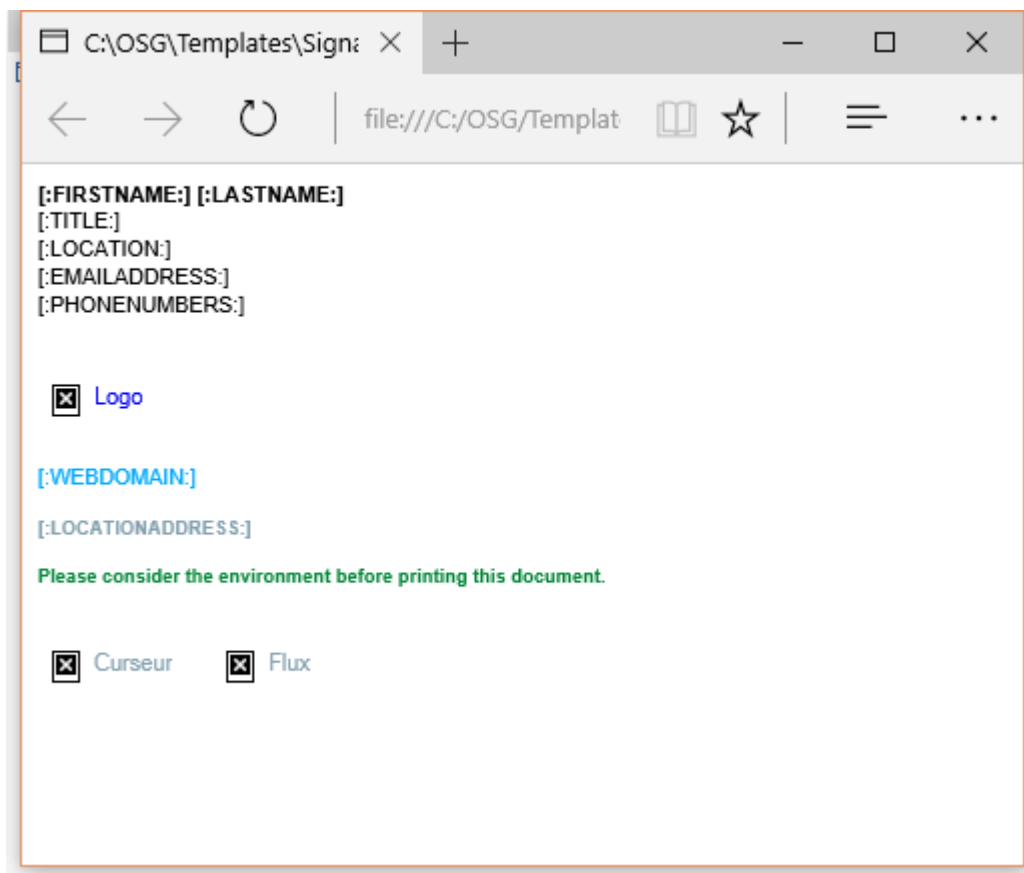 C:\OSG\Templates\Signa
file:///C:/OSG/Templat
[:FIRSTNAME:] [:LASTNAME:]
[:TITLE:]
[:LOCATION:]
[:EMAILADDRESS:]
[:PHONENUMBERS:]
Logo
[:WEBDOMAIN:]
[:LOCATIONADDRESS:]
Please consider the environment before printing this document.
Curseur Flux